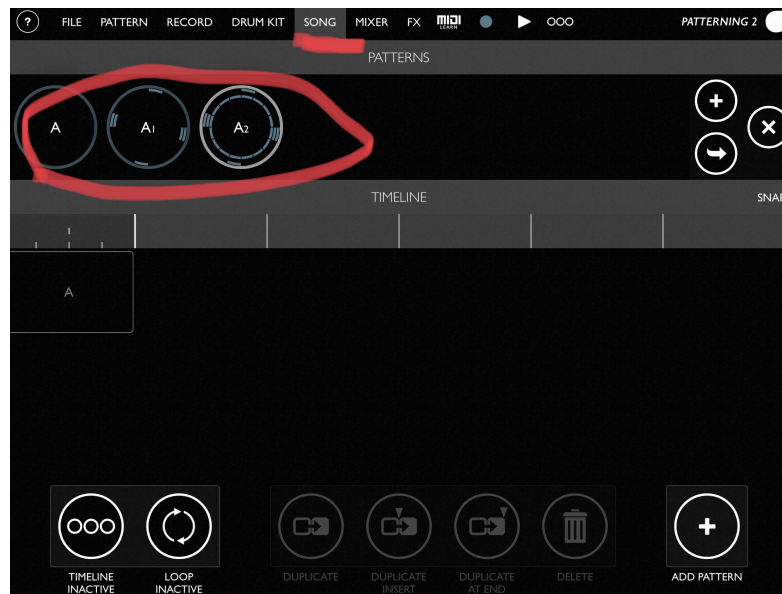 ? FILE PATTERN RECORD DRUM KIT SONG MIXER FX MIDI LEARN PATTERNING 2
PATTERNS
A A1 A2
TIMELINE SNAP
A
TIMELINE INACTIVE
LOOP INACTIVE
DUPLICATE
DUPLICATE INSERT
DUPLICATE AT END
DELETE
ADD PATTERN